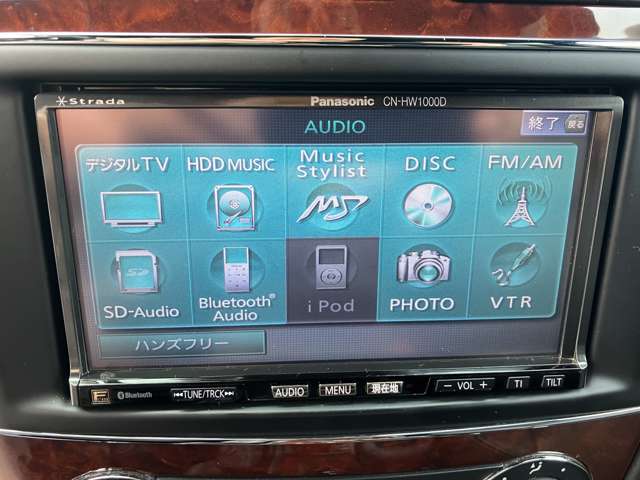 Strada
Panasonic CN-HW1000D
AUDIO
終了 戻る
デジタルTV
HDD MUSIC
Music Stylist
DISC
FM/AM
SD-Audio
Bluetooth® Audio
iPod
PHOTO
VTR
ハンズフリー
Bluetooth
TUNE/TRCK
AUDIO
MENU
現在地
− VOL +
TI
TILT